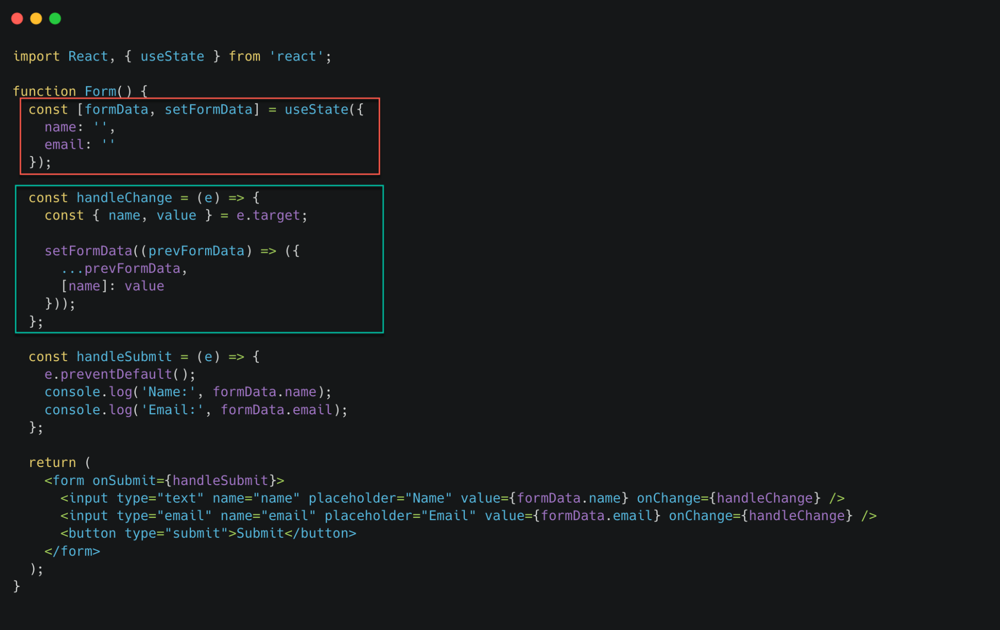 import React, { useState } from 'react';
function Form() {
  const [formData, setFormData] = useState({
    name: '',
    email: ''
  });
  const handleChange = (e) => {
    const { name, value } = e.target;
    setFormData((prevFormData) => ({
      ...prevFormData,
      [name]: value
    }));
  };
  const handleSubmit = (e) => {
    e.preventDefault();
    console.log('Name:', formData.name);
    console.log('Email:', formData.email);
  };
  return (
    <form onSubmit={handleSubmit}>
      <input type="text" name="name" placeholder="Name" value={formData.name} onChange={handleChange} />
      <input type="email" name="email" placeholder="Email" value={formData.email} onChange={handleChange} />
      <button type="submit">Submit</button>
    </form>
  );
}